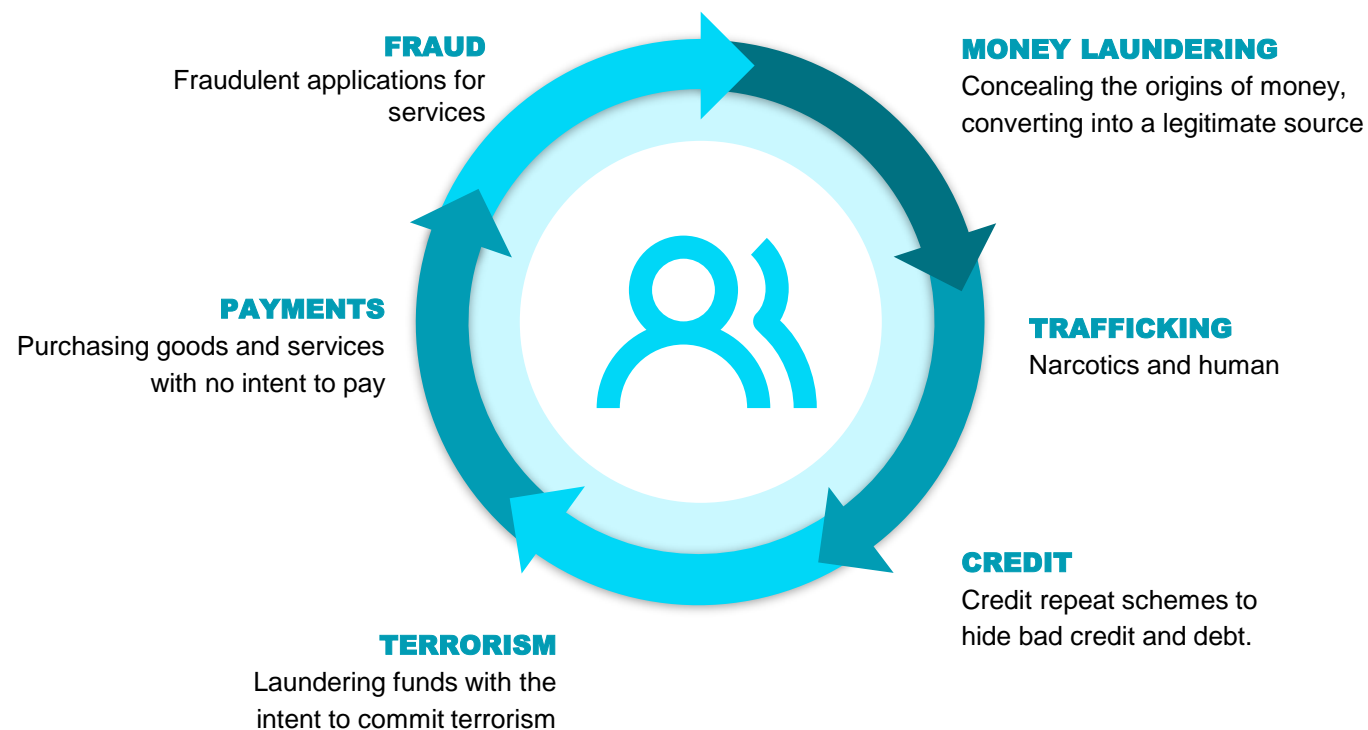 FRAUD
Fraudulent applications for
services
MONEY LAUNDERING
Concealing the origins of money,
converting into a legitimate source
PAYMENTS
Purchasing goods and services
with no intent to pay
TRAFFICKING
Narcotics and human
CREDIT
Credit repeat schemes to
hide bad credit and debt.
TERRORISM
Laundering funds with the
intent to commit terrorism